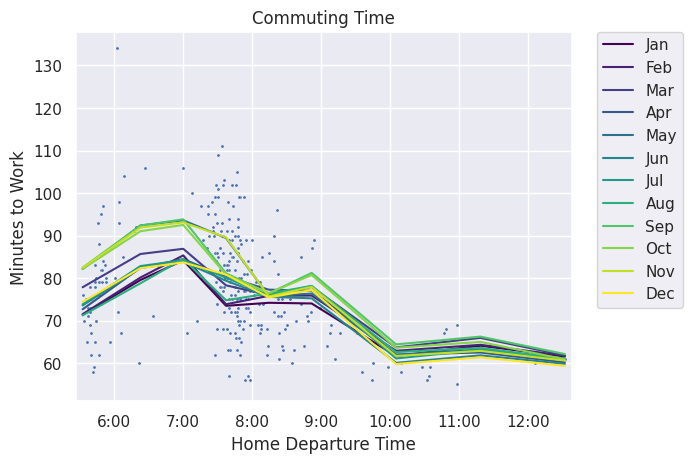 Commuting Time
Minutes to Work
130
120
110
100
90
80
70
60
6:00 7:00 8:00 9:00 10:00 11:00 12:00
Home Departure Time
Jan
Feb
Mar
Apr
May
Jun
Jul
Aug
Sep
Oct
Nov
Dec